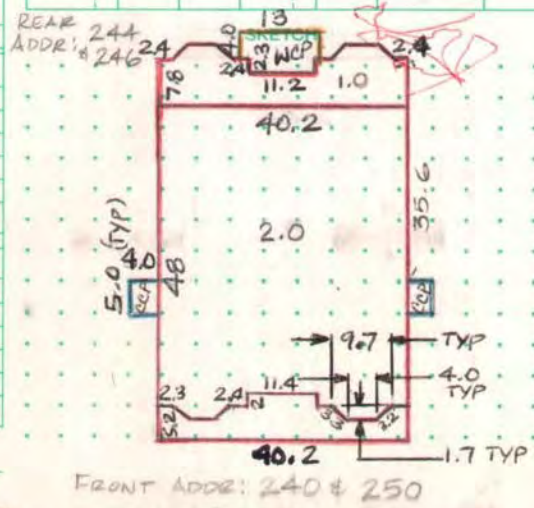 REAR 244
ADDR: & 246
13
SKETCH
2.4
4.0
2.3
WCP
2.4
2.4
7.8
11.2
1.0
40.2
35.6
2.0
5.0 (TYP)
4.0
48
CCP
CCP
9.7 TYP
4.0
TYP
2.3
2.4
11.4
2
3.3
2.2
5.2
1.7 TYP
40.2
FRONT ADDR: 240 & 250